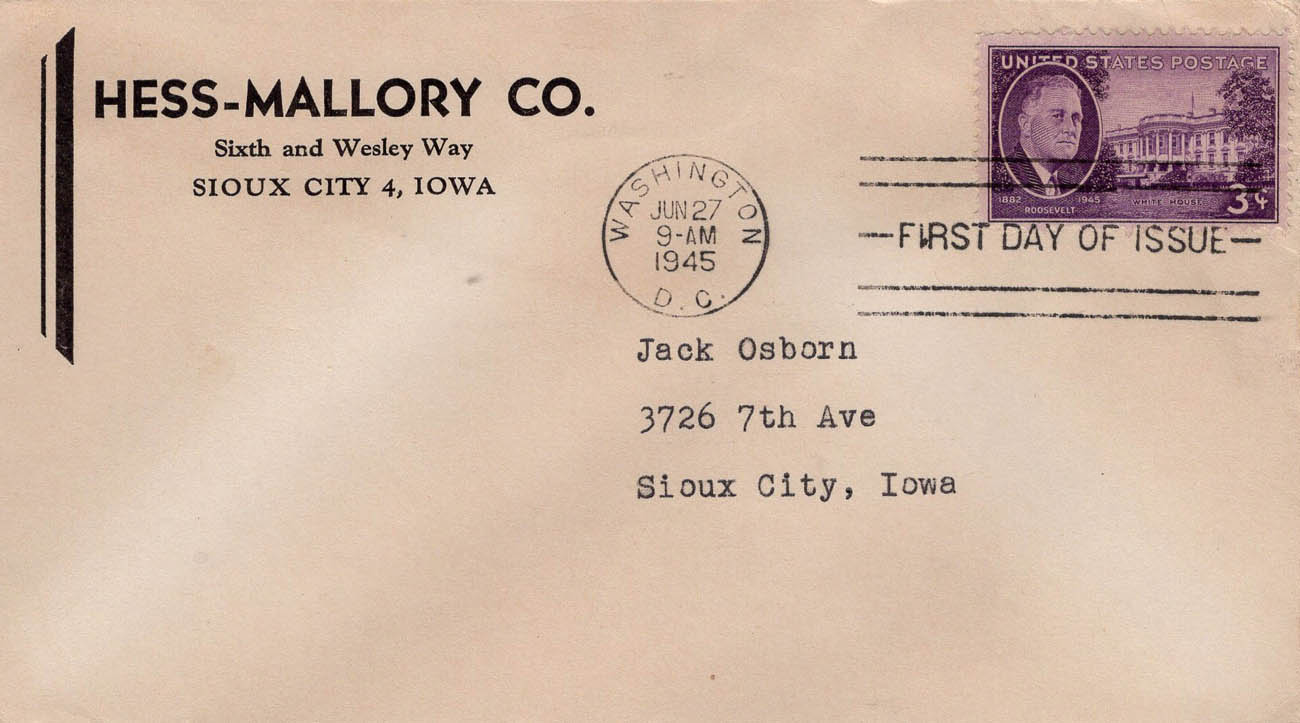 HESS-MALLORY CO.
Sixth and Wesley Way
SIOUX CITY 4, IOWA
UNITED STATES POSTAGE
1882 1945
ROOSEVELT
WHITE HOUSE
3¢
WASHINGTON
JUN 27
9-AM
1945
D. C.
—FIRST DAY OF ISSUE—
Jack Osborn
3726 7th Ave
Sioux City, Iowa